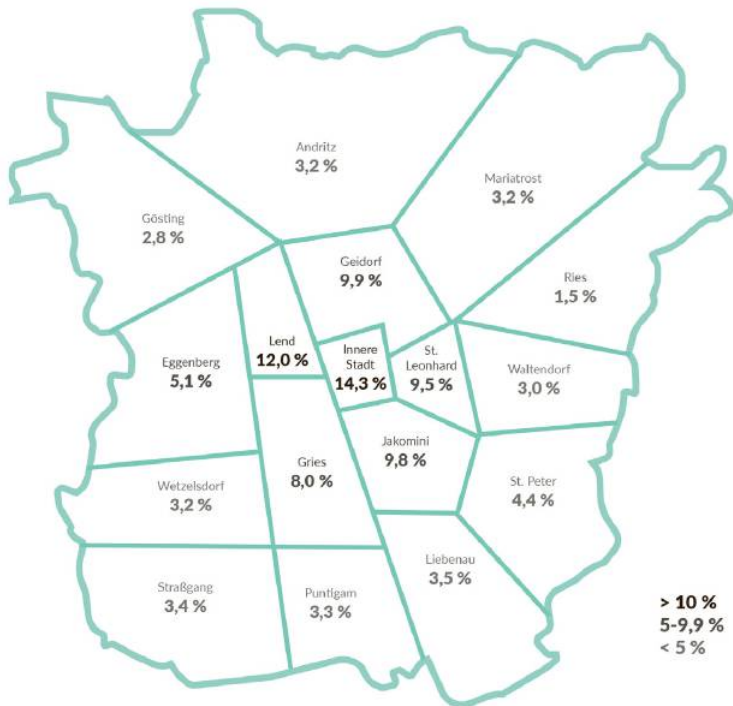 Andritz
3,2 %
Mariatrost
3,2 %
Gösting
2,8 %
Geidorf
9,9 %
Ries
1,5 %
Lend
12,0 %
Innere
Stadt
14,3 %
St.
Leonhard
9,5 %
Eggenberg
5,1 %
Waltendorf
3,0 %
Jakomini
9,8 %
Gries
8,0 %
Wetzelsdorf
3,2 %
St. Peter
4,4 %
Liebenau
3,5 %
Straßgang
3,4 %
Puntigam
3,3 %
> 10 %
5-9,9 %
< 5 %